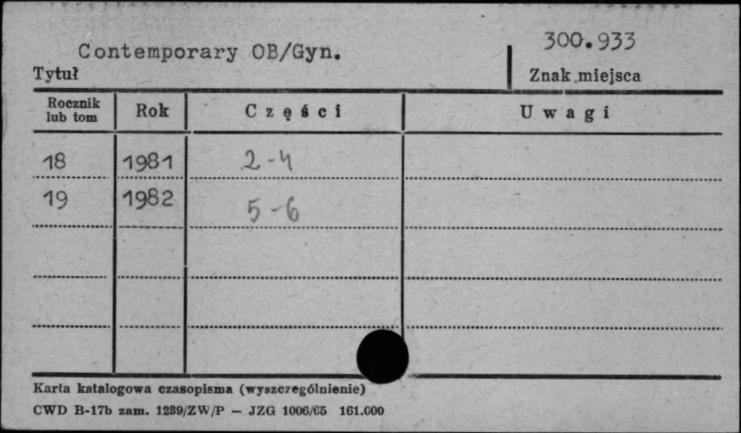 Contemporary OB/Gyn.
300.933
Tytuł
Znak miejsca
Rocznik lub tom Rok Części Uwagi
18 1981 2-4
19 1982 5-6
Karta katalogowa czasopisma (wyszczególnienie)
CWD B-17b zam. 1289/ZW/P — JZG 1006/65 161.000